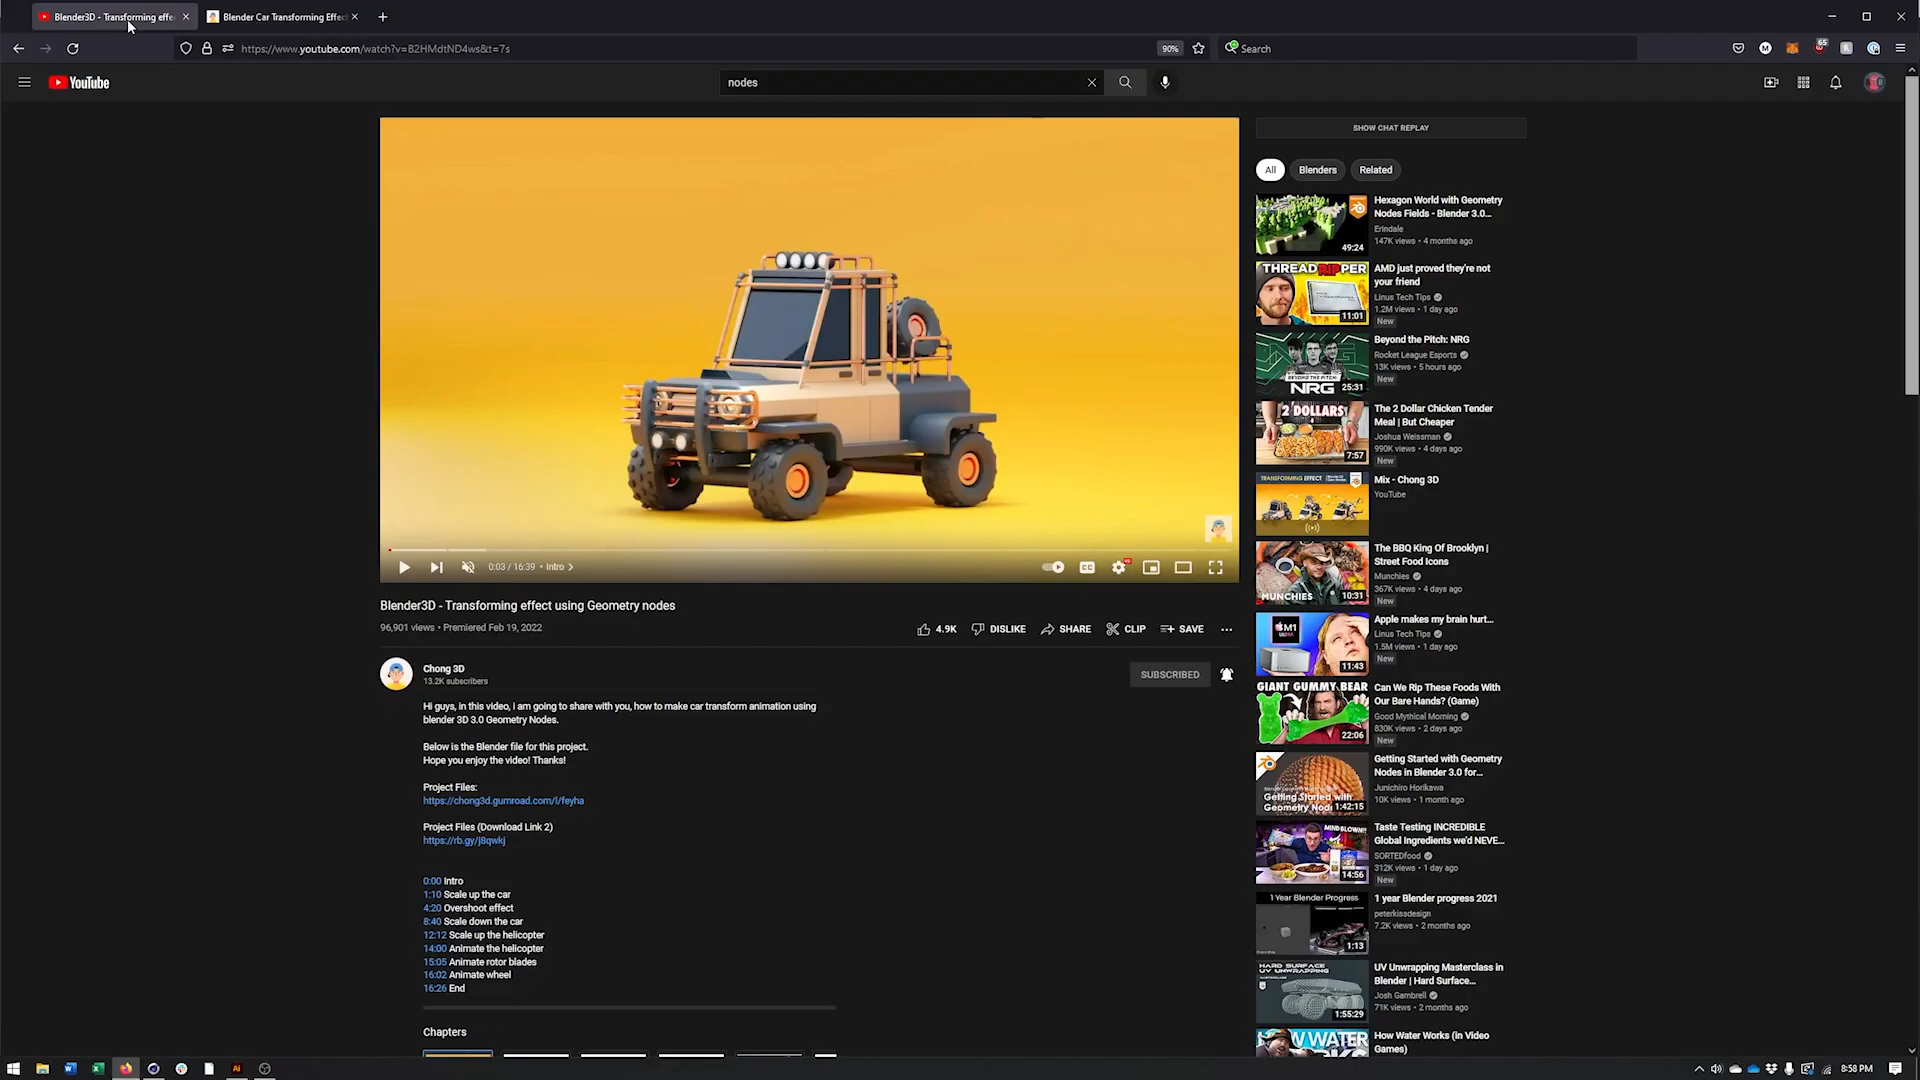 Blender3D - Transforming effe
Blender Car Transforming Effec
https://www.youtube.com/watch?v=B2HMdtND4ws&t=7s
90%
Search
65
YouTube
nodes
SHOW CHAT REPLAY
All
Blenders
Related
0:03 / 16:39 • Intro
Blender3D - Transforming effect using Geometry nodes
96,901 views • Premiered Feb 19, 2022
4.9K
DISLIKE
SHARE
CLIP
SAVE
Chong 3D
13.2K subscribers
SUBSCRIBED
Hi guys, in this video, i am going to share with you, how to make car transform animation using
blender 3D 3.0 Geometry Nodes.
Below is the Blender file for this project.
Hope you enjoy the video! Thanks!
Project Files:
https://chong3d.gumroad.com/l/feyha
Project Files (Download Link 2)
https://rb.gy/j8qwkj
0:00 Intro
1:10 Scale up the car
4:20 Overshoot effect
8:40 Scale down the car
12:12 Scale up the helicopter
14:00 Animate the helicopter
15:05 Animate rotor blades
16:02 Animate wheel
16:26 End
Chapters
49:24
Hexagon World with Geometry
Nodes Fields - Blender 3.0...
Erindale
147K views • 4 months ago
THREADRIPPER
11:01
AMD just proved they're not
your friend
Linus Tech Tips
1.2M views • 1 day ago
New
BEYOND THE PITCH:
NRG
25:31
Beyond the Pitch: NRG
Rocket League Esports
13K views • 5 hours ago
New
2 DOLLARS
7:57
The 2 Dollar Chicken Tender
Meal | But Cheaper
Joshua Weissman
990K views • 4 days ago
New
TRANSFORMING EFFECT
Mix - Chong 3D
YouTube
MUNCHIES
10:31
The BBQ King Of Brooklyn |
Street Food Icons
Munchies
367K views • 4 days ago
New
M1
ULTRA
11:43
Apple makes my brain hurt...
Linus Tech Tips
1.5M views • 1 day ago
New
GIANT GUMMY BEAR
22:06
Can We Rip These Foods With
Our Bare Hands? (Game)
Good Mythical Morning
830K views • 2 days ago
New
Getting Started with
Geometry Nod
1:42:15
Getting Started with Geometry
Nodes in Blender 3.0 for...
Junichiro Horikawa
10K views • 1 month ago
MIND BLOWN!
14:56
Taste Testing INCREDIBLE
Global Ingredients we'd NEVE...
SORTEDfood
312K views • 1 day ago
New
1 Year Blender Progress
1:13
1 year Blender progress 2021
peterkissdesign
7.2K views • 2 months ago
HARD SURFACE
UV UNWRAPPING
MASTERCLASS
1:55:29
UV Unwrapping Masterclass in
Blender | Hard Surface...
Josh Gambrell
71K views • 2 months ago
W WATER
How Water Works (in Video
Games)
8:58 PM